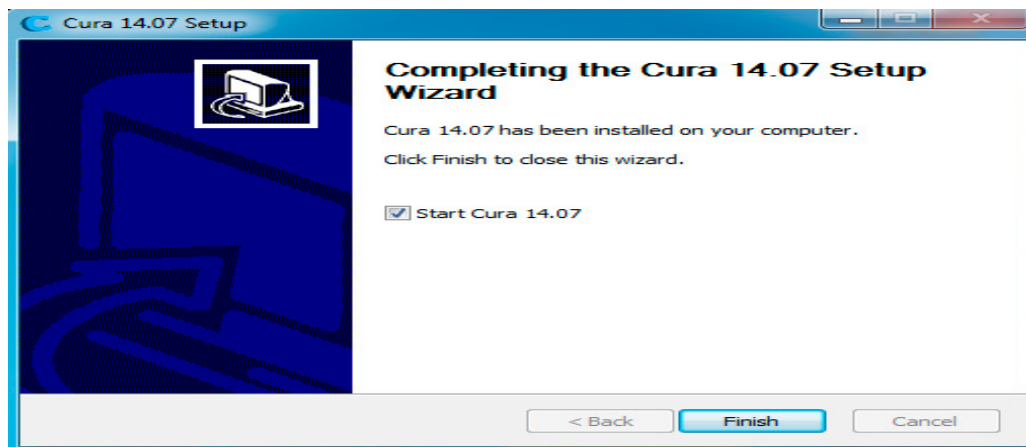 Cura 14.07 Setup
Completing the Cura 14.07 Setup
Wizard
Cura 14.07 has been installed on your computer.
Click Finish to close this wizard.
Start Cura 14.07
< Back Finish Cancel